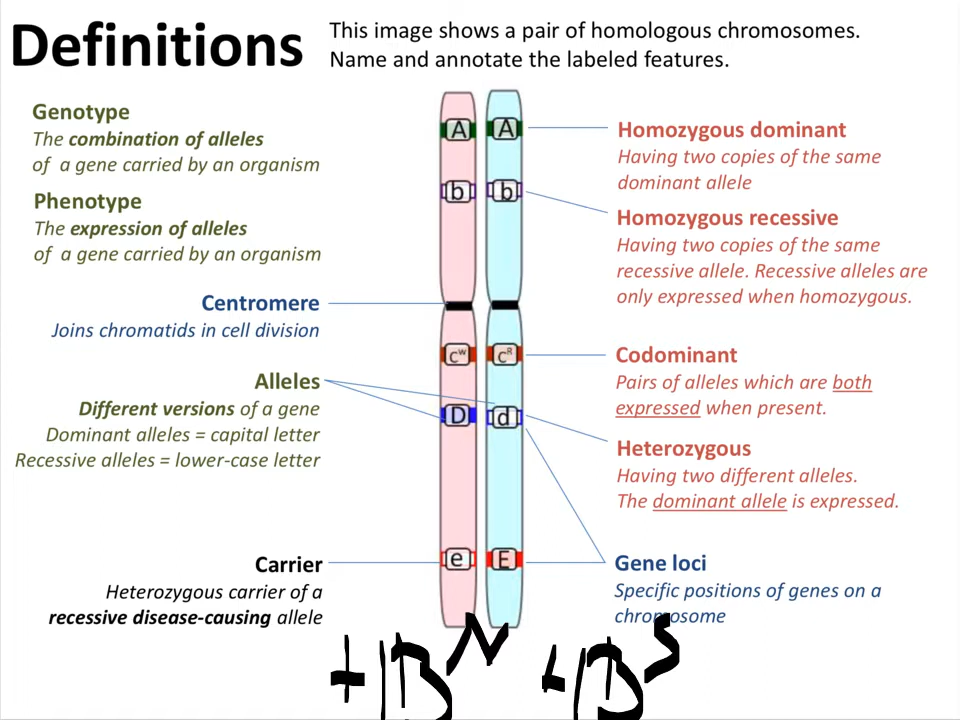 Definitions
This image shows a pair of homologous chromosomes.
Name and annotate the labeled features.
Genotype
The combination of alleles
of a gene carried by an organism
Phenotype
The expression of alleles
of a gene carried by an organism
Centromere
Joins chromatids in cell division
Alleles
Different versions of a gene
Dominant alleles = capital letter
Recessive alleles = lower-case letter
Carrier
Heterozygous carrier of a
recessive disease-causing allele
A A
b b
Cᵂ Cᴿ
D d
e E
Homozygous dominant
Having two copies of the same
dominant allele
Homozygous recessive
Having two copies of the same
recessive allele. Recessive alleles are
only expressed when homozygous.
Codominant
Pairs of alleles which are both
expressed when present.
Heterozygous
Having two different alleles.
The dominant allele is expressed.
Gene loci
Specific positions of genes on a
chromosome